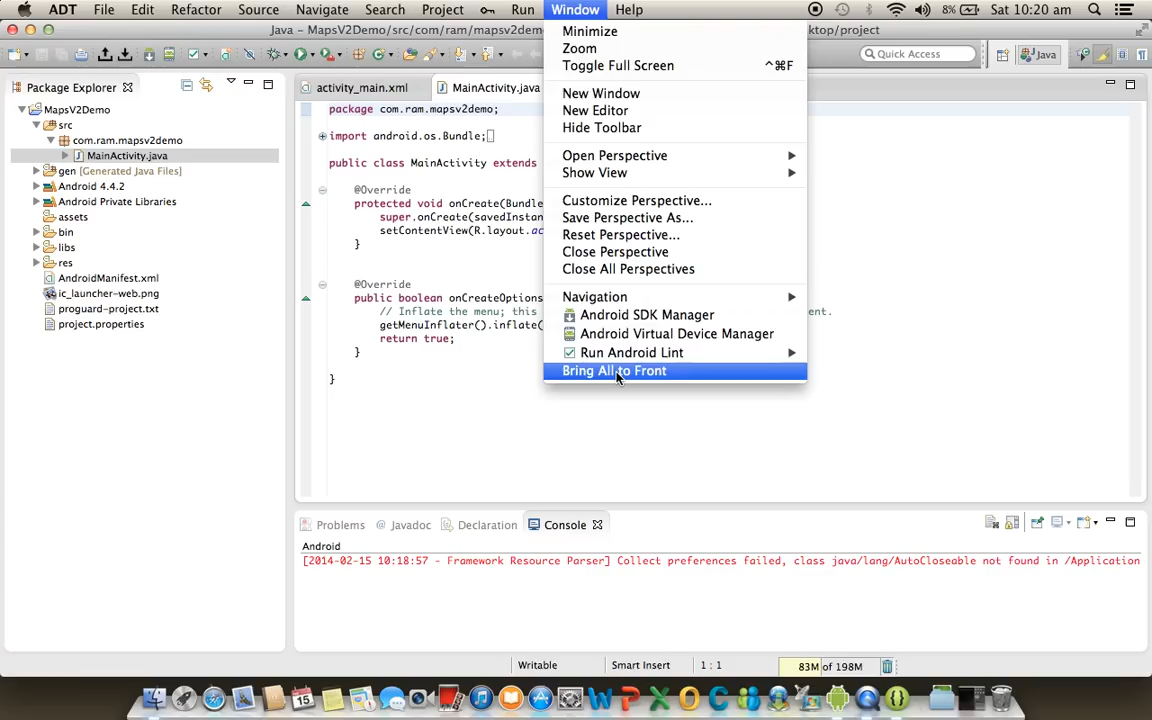 ADT File Edit Refactor Source Navigate Search Project Run Window Help 8% Sat 10:20 am
Java – MapsV2Demo/src/com/ram/mapsv2dem
ktop/project
Quick Access
Java
Package Explorer
activity_main.xml
MainActivity.java
MapsV2Demo
src
com.ram.mapsv2demo
MainActivity.java
gen [Generated Java Files]
Android 4.4.2
Android Private Libraries
assets
bin
libs
res
AndroidManifest.xml
ic_launcher-web.png
proguard-project.txt
project.properties
package com.ram.mapsv2demo;
import android.os.Bundle;
public class MainActivity extends
@Override
protected void onCreate(Bundle
super.onCreate(savedInstan
setContentView(R.layout.ac
}
@Override
public boolean onCreateOptions
// Inflate the menu; this
ent.
getMenuInflater().inflate(
return true;
}
}
Minimize
Zoom
Toggle Full Screen ^⌘F
New Window
New Editor
Hide Toolbar
Open Perspective
Show View
Customize Perspective...
Save Perspective As...
Reset Perspective...
Close Perspective
Close All Perspectives
Navigation
Android SDK Manager
Android Virtual Device Manager
Run Android Lint
Bring All to Front
Problems @ Javadoc Declaration Console
Android
[2014-02-15 10:18:57 - Framework Resource Parser] Collect preferences failed, class java/lang/AutoCloseable not found in /Application
Writable Smart Insert 1 : 1 83M of 198M
15